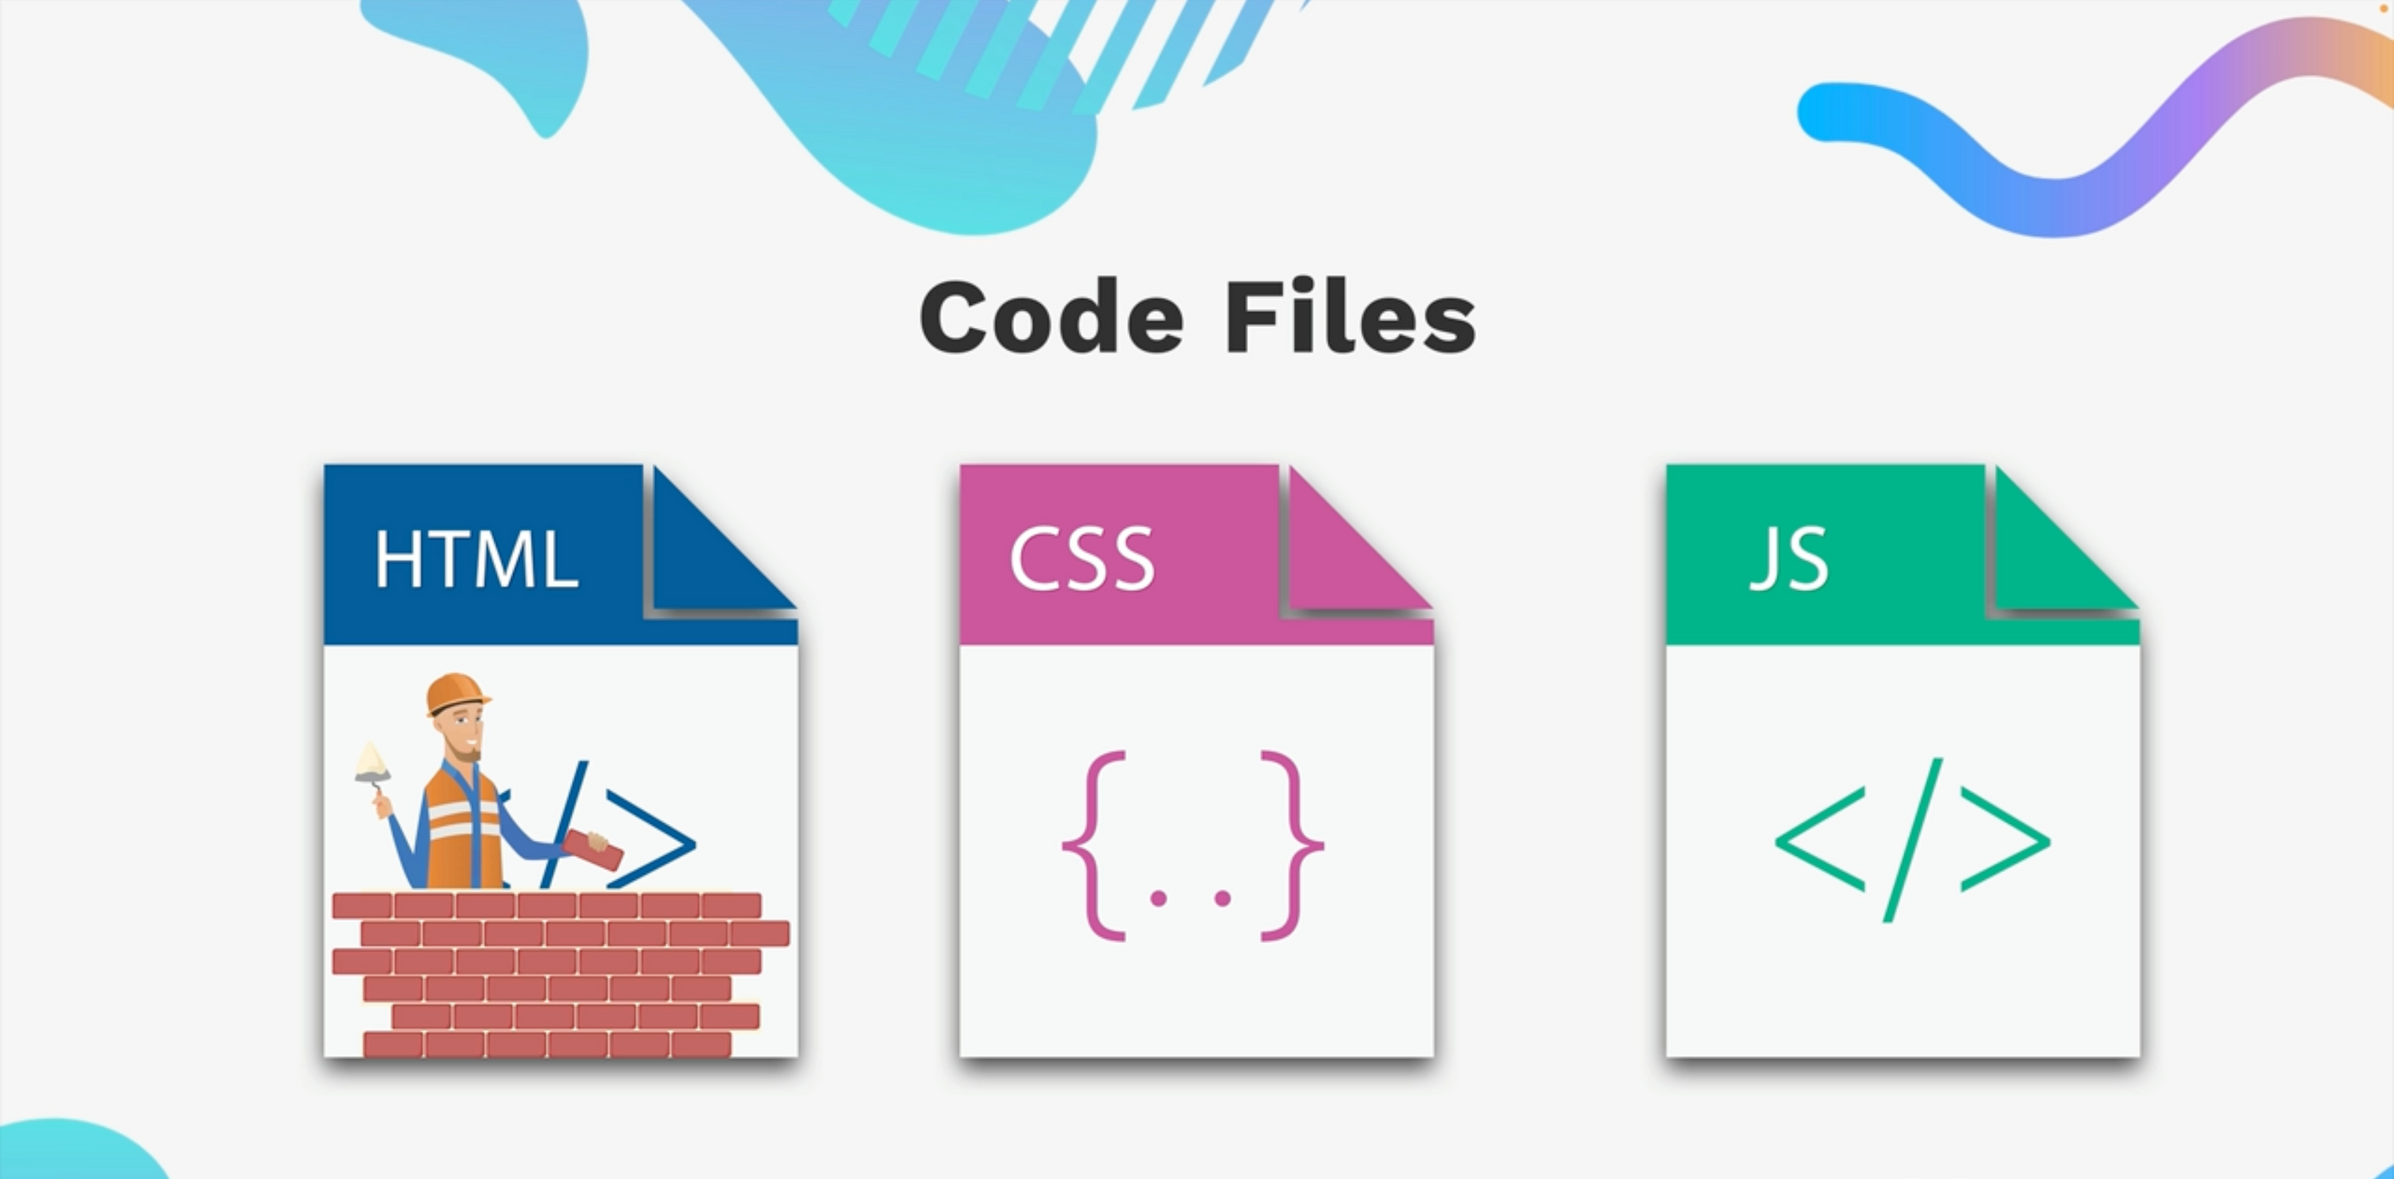 Code Files
HTML
CSS
JS
</>
{..}
</>